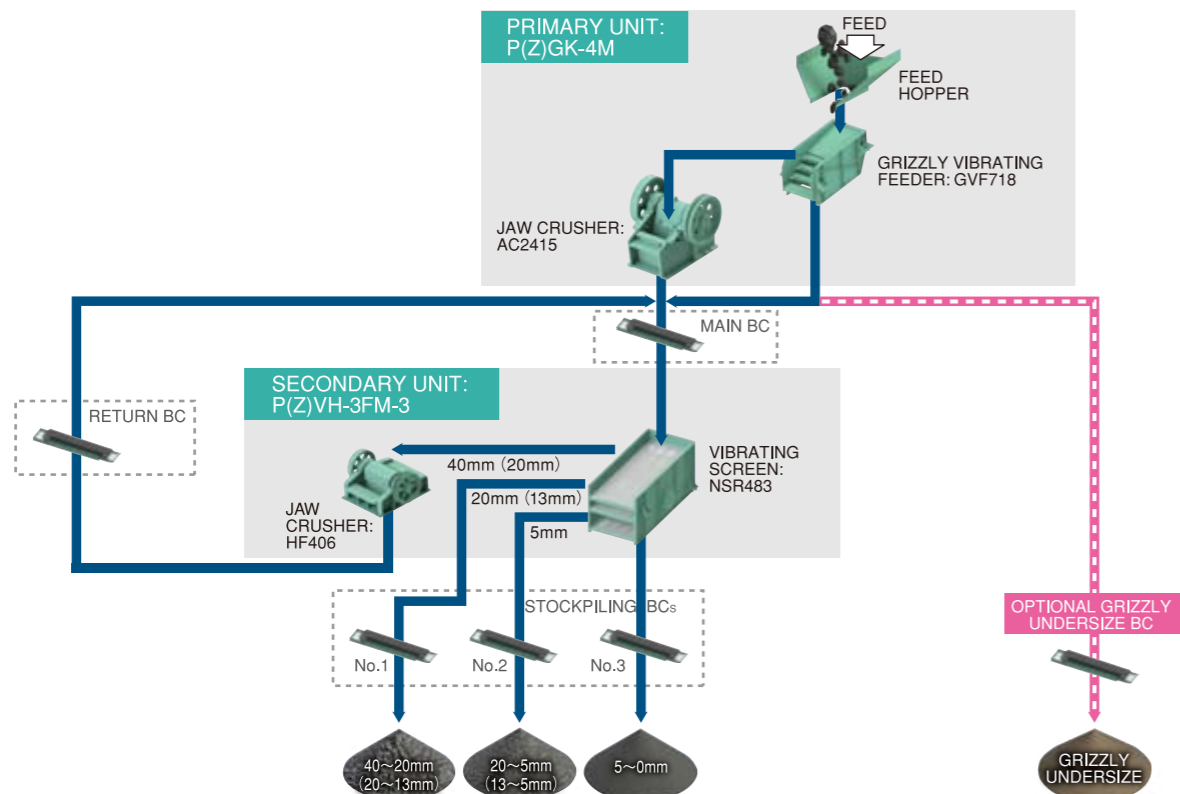 PRIMARY UNIT:
P(Z)GK-4M
FEED
FEED
HOPPER
GRIZZLY VIBRATING
FEEDER: GVF718
JAW CRUSHER:
AC2415
MAIN BC
SECONDARY UNIT:
P(Z)VH-3FM-3
RETURN BC
40mm (20mm)
20mm (13mm)
5mm
VIBRATING
SCREEN:
NSR483
JAW
CRUSHER:
HF406
STOCKPILING BCs
No.1
No.2
No.3
OPTIONAL GRIZZLY
UNDERSIZE BC
40～20mm
(20～13mm)
20～5mm
(13～5mm)
5～0mm
GRIZZLY
UNDERSIZE